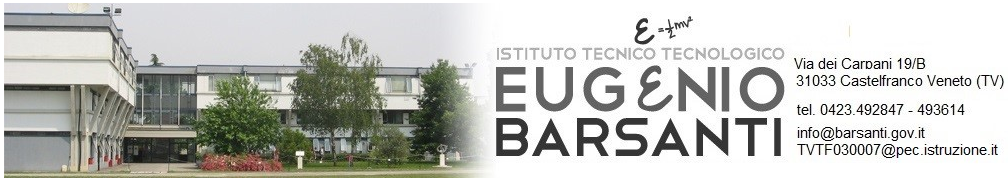 ε=½mv²
ISTITUTO TECNICO TECNOLOGICO
EUGεNIO
BARSANTI
Via dei Carpani 19/B
31033 Castelfranco Veneto (TV)
tel. 0423.492847 - 493614
info@barsanti.gov.it
TVTF030007@pec.istruzione.it